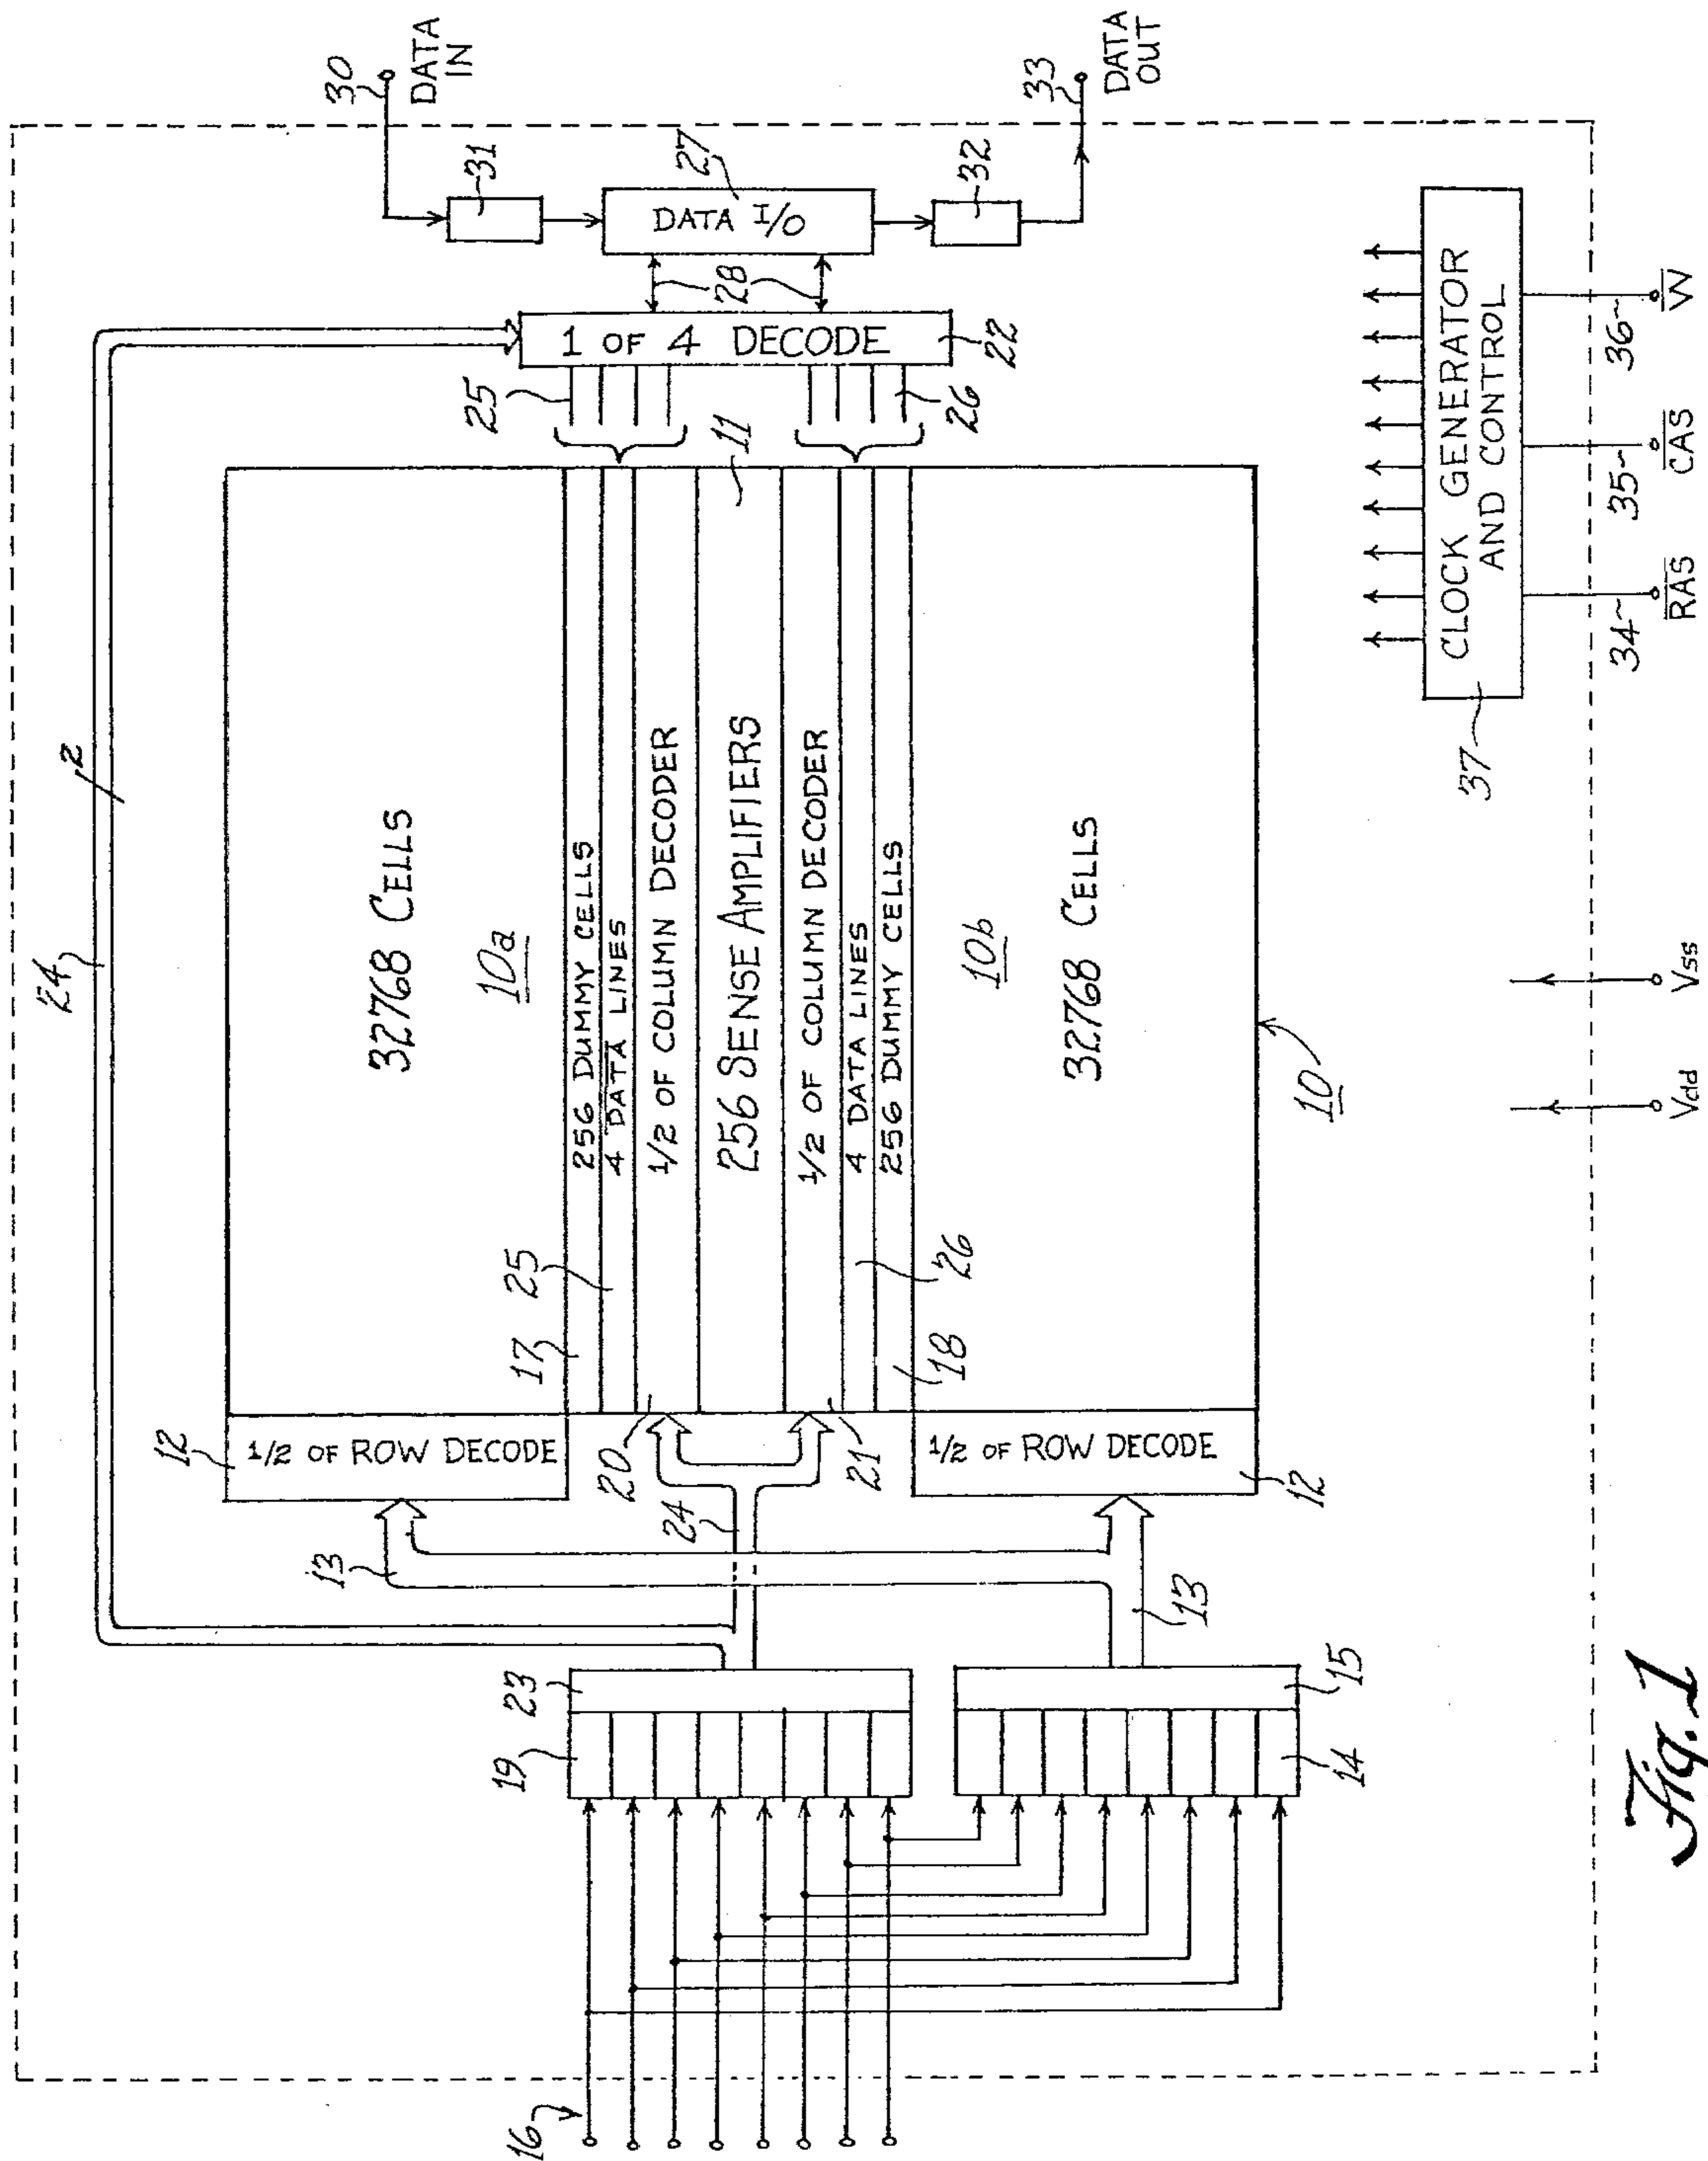 30
DATA
IN
31
27
DATA I/O
32
33
DATA
OUT
28
1 OF 4 DECODE
22
25
26
11
24
2
32768 CELLS
10a
256 DUMMY CELLS
4 DATA LINES
1/2 OF COLUMN DECODER
256 SENSE AMPLIFIERS
1/2 OF COLUMN DECODER
4 DATA LINES
256 DUMMY CELLS
10b
32768 CELLS
10
17
25
26
18
12
1/2 OF ROW DECODE
20
21
1/2 OF ROW DECODE
12
24
13
13
23
19
15
14
16
CLOCK GENERATOR
AND CONTROL
37
34
RAS
35
CAS
36
W
Vss
Vdd
Fig. 1